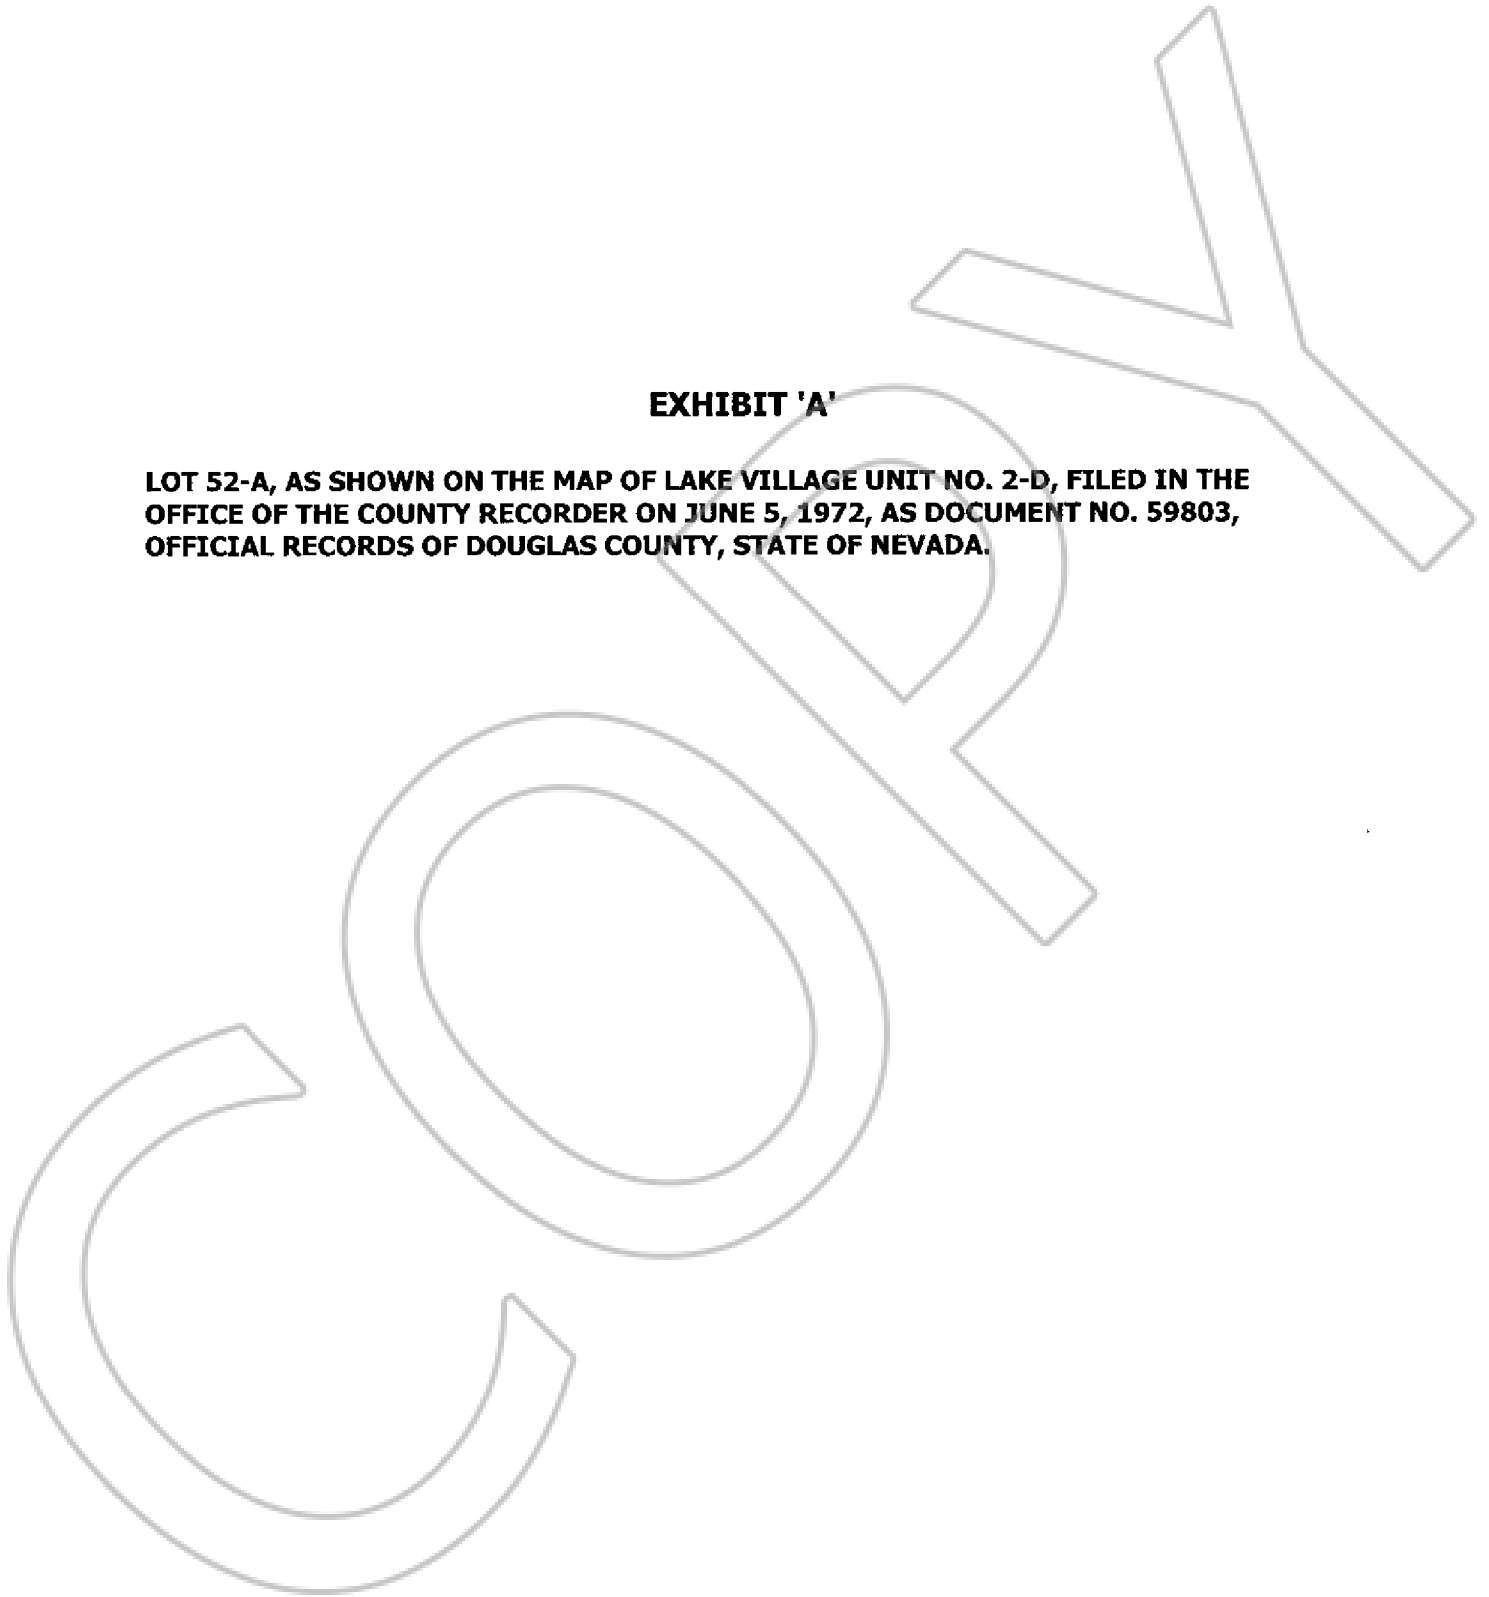 EXHIBIT 'A'
LOT 52-A, AS SHOWN ON THE MAP OF LAKE VILLAGE UNIT NO. 2-D, FILED IN THE
OFFICE OF THE COUNTY RECORDER ON JUNE 5, 1972, AS DOCUMENT NO. 59803,
OFFICIAL RECORDS OF DOUGLAS COUNTY, STATE OF NEVADA.
COPY